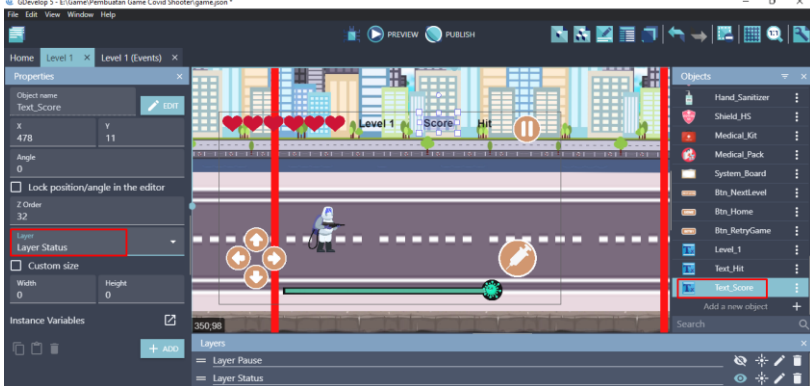 GDevelop 5 - E:\Game\Pembuatan Game Covid Shooter\game.json *
File Edit View Window Help
PREVIEW PUBLISH
Home Level 1 × Level 1 (Events) ×
Properties ×
Object name
Text_Score
EDIT
X Y
478 11
Angle
0
Lock position/angle in the editor
Z Order
32
Layer
Layer Status
Custom size
Width Height
0 0
Instance Variables
+ ADD
Level 1 Score Hit
350;98
Layers ×
Layer Pause
Layer Status
Objects ×
Hand_Sanitizer
Shield_HS
Medical_Kit
Medical_Pack
System_Board
Btn_NextLevel
Btn_Home
Btn_RetryGame
Level_1
Text_Hit
Text_Score
Add a new object +
Search